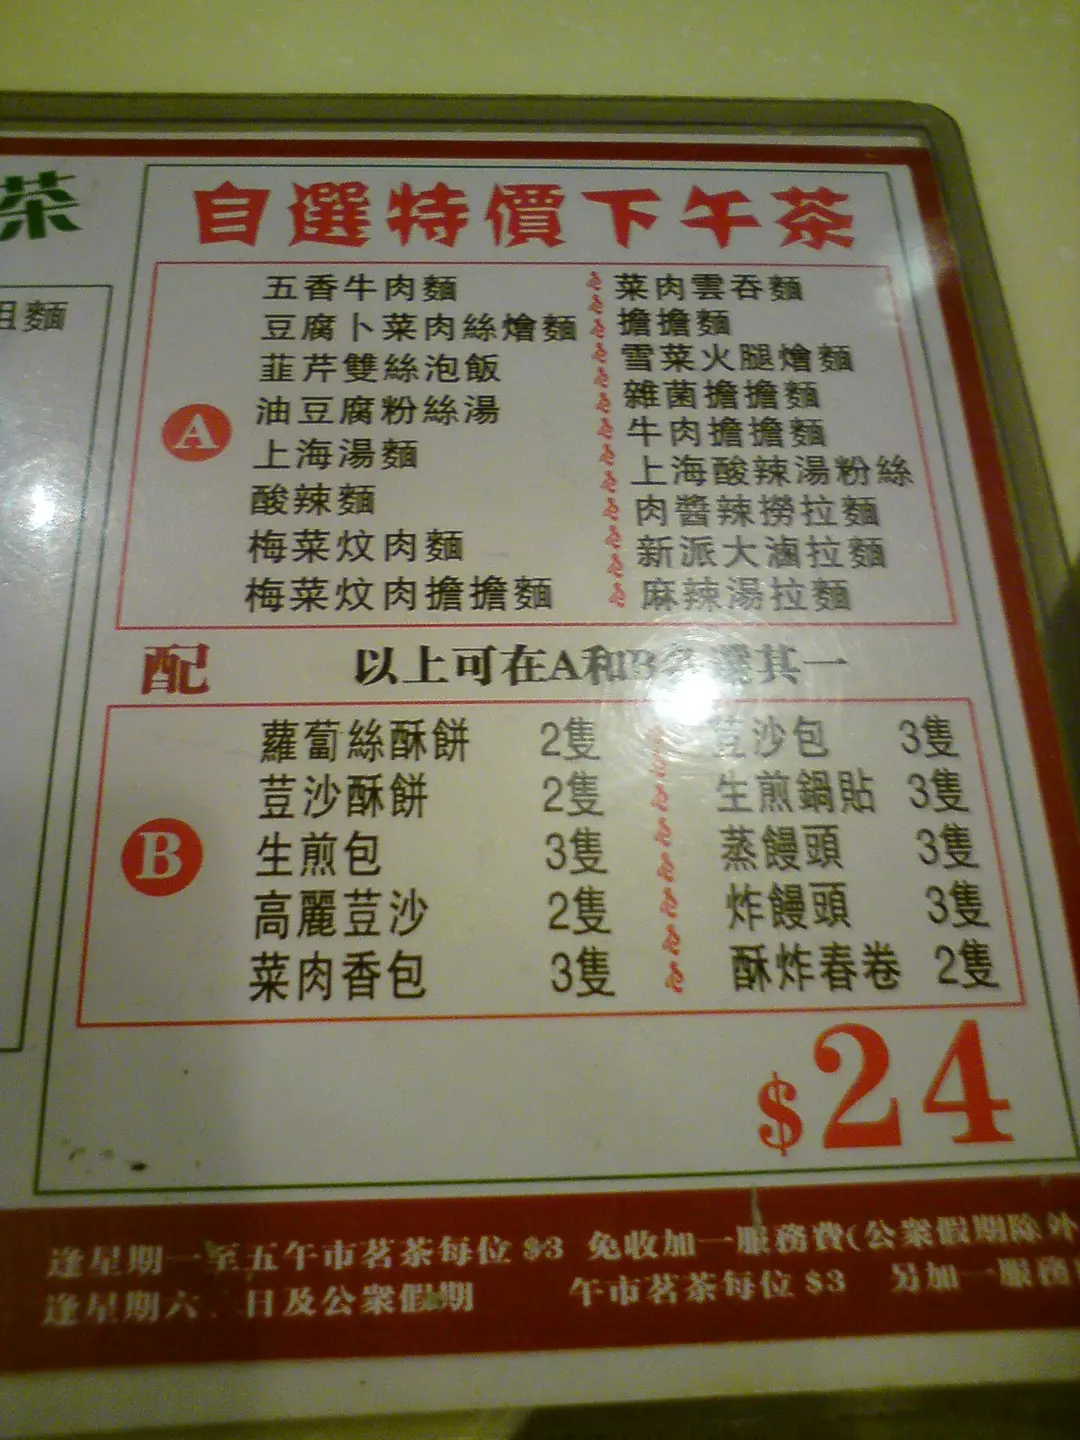 茶
麵
自選特價下午茶
A
五香牛肉麵
豆腐卜菜肉絲燴麵
韮芹雙絲泡飯
油豆腐粉絲湯
上海湯麵
酸辣麵
梅菜炆肉麵
梅菜炆肉擔擔麵
菜肉雲吞麵
擔擔麵
雪菜火腿燴麵
雜菌擔擔麵
牛肉擔擔麵
上海酸辣湯粉絲
肉醬辣撈拉麵
新派大滷拉麵
麻辣湯拉麵
配 以上可在A和B各選其一
B
蘿蔔絲酥餅 2隻
荳沙酥餅 2隻
生煎包 3隻
高麗荳沙 2隻
菜肉香包 3隻
荳沙包 3隻
生煎鍋貼 3隻
蒸饅頭 3隻
炸饅頭 3隻
酥炸春卷 2隻
$24
逢星期一至五午市茗茶每位$3 免收加一服務費(公眾假期除外
逢星期六 日及公眾假期 午市茗茶每位$3 另加一服務